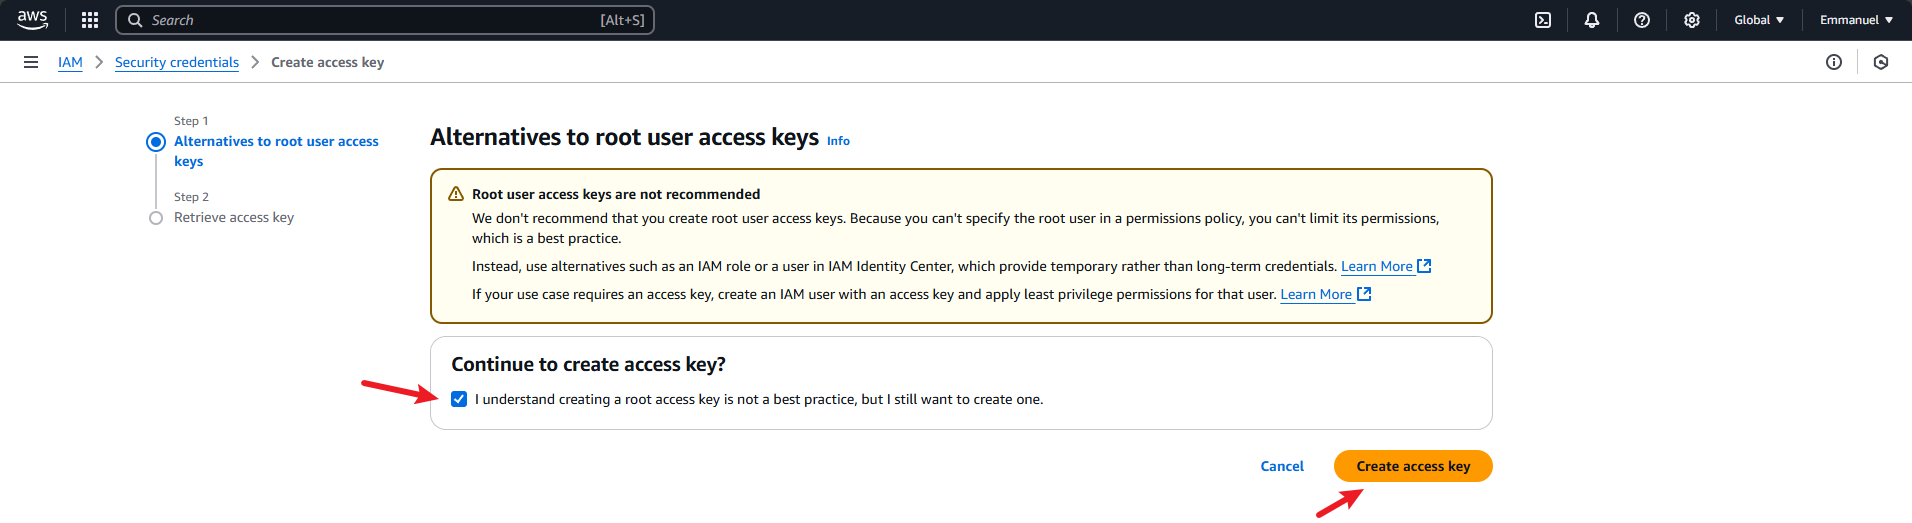 aws
Search
[Alt+S]
Global
Emmanuel
IAM
Security credentials
Create access key
Step 1
Alternatives to root user access
keys
Step 2
Retrieve access key
Alternatives to root user access keys Info
Root user access keys are not recommended
We don't recommend that you create root user access keys. Because you can't specify the root user in a permissions policy, you can't limit its permissions,
which is a best practice.
Instead, use alternatives such as an IAM role or a user in IAM Identity Center, which provide temporary rather than long-term credentials. Learn More
If your use case requires an access key, create an IAM user with an access key and apply least privilege permissions for that user. Learn More
Continue to create access key?
I understand creating a root access key is not a best practice, but I still want to create one.
Cancel
Create access key